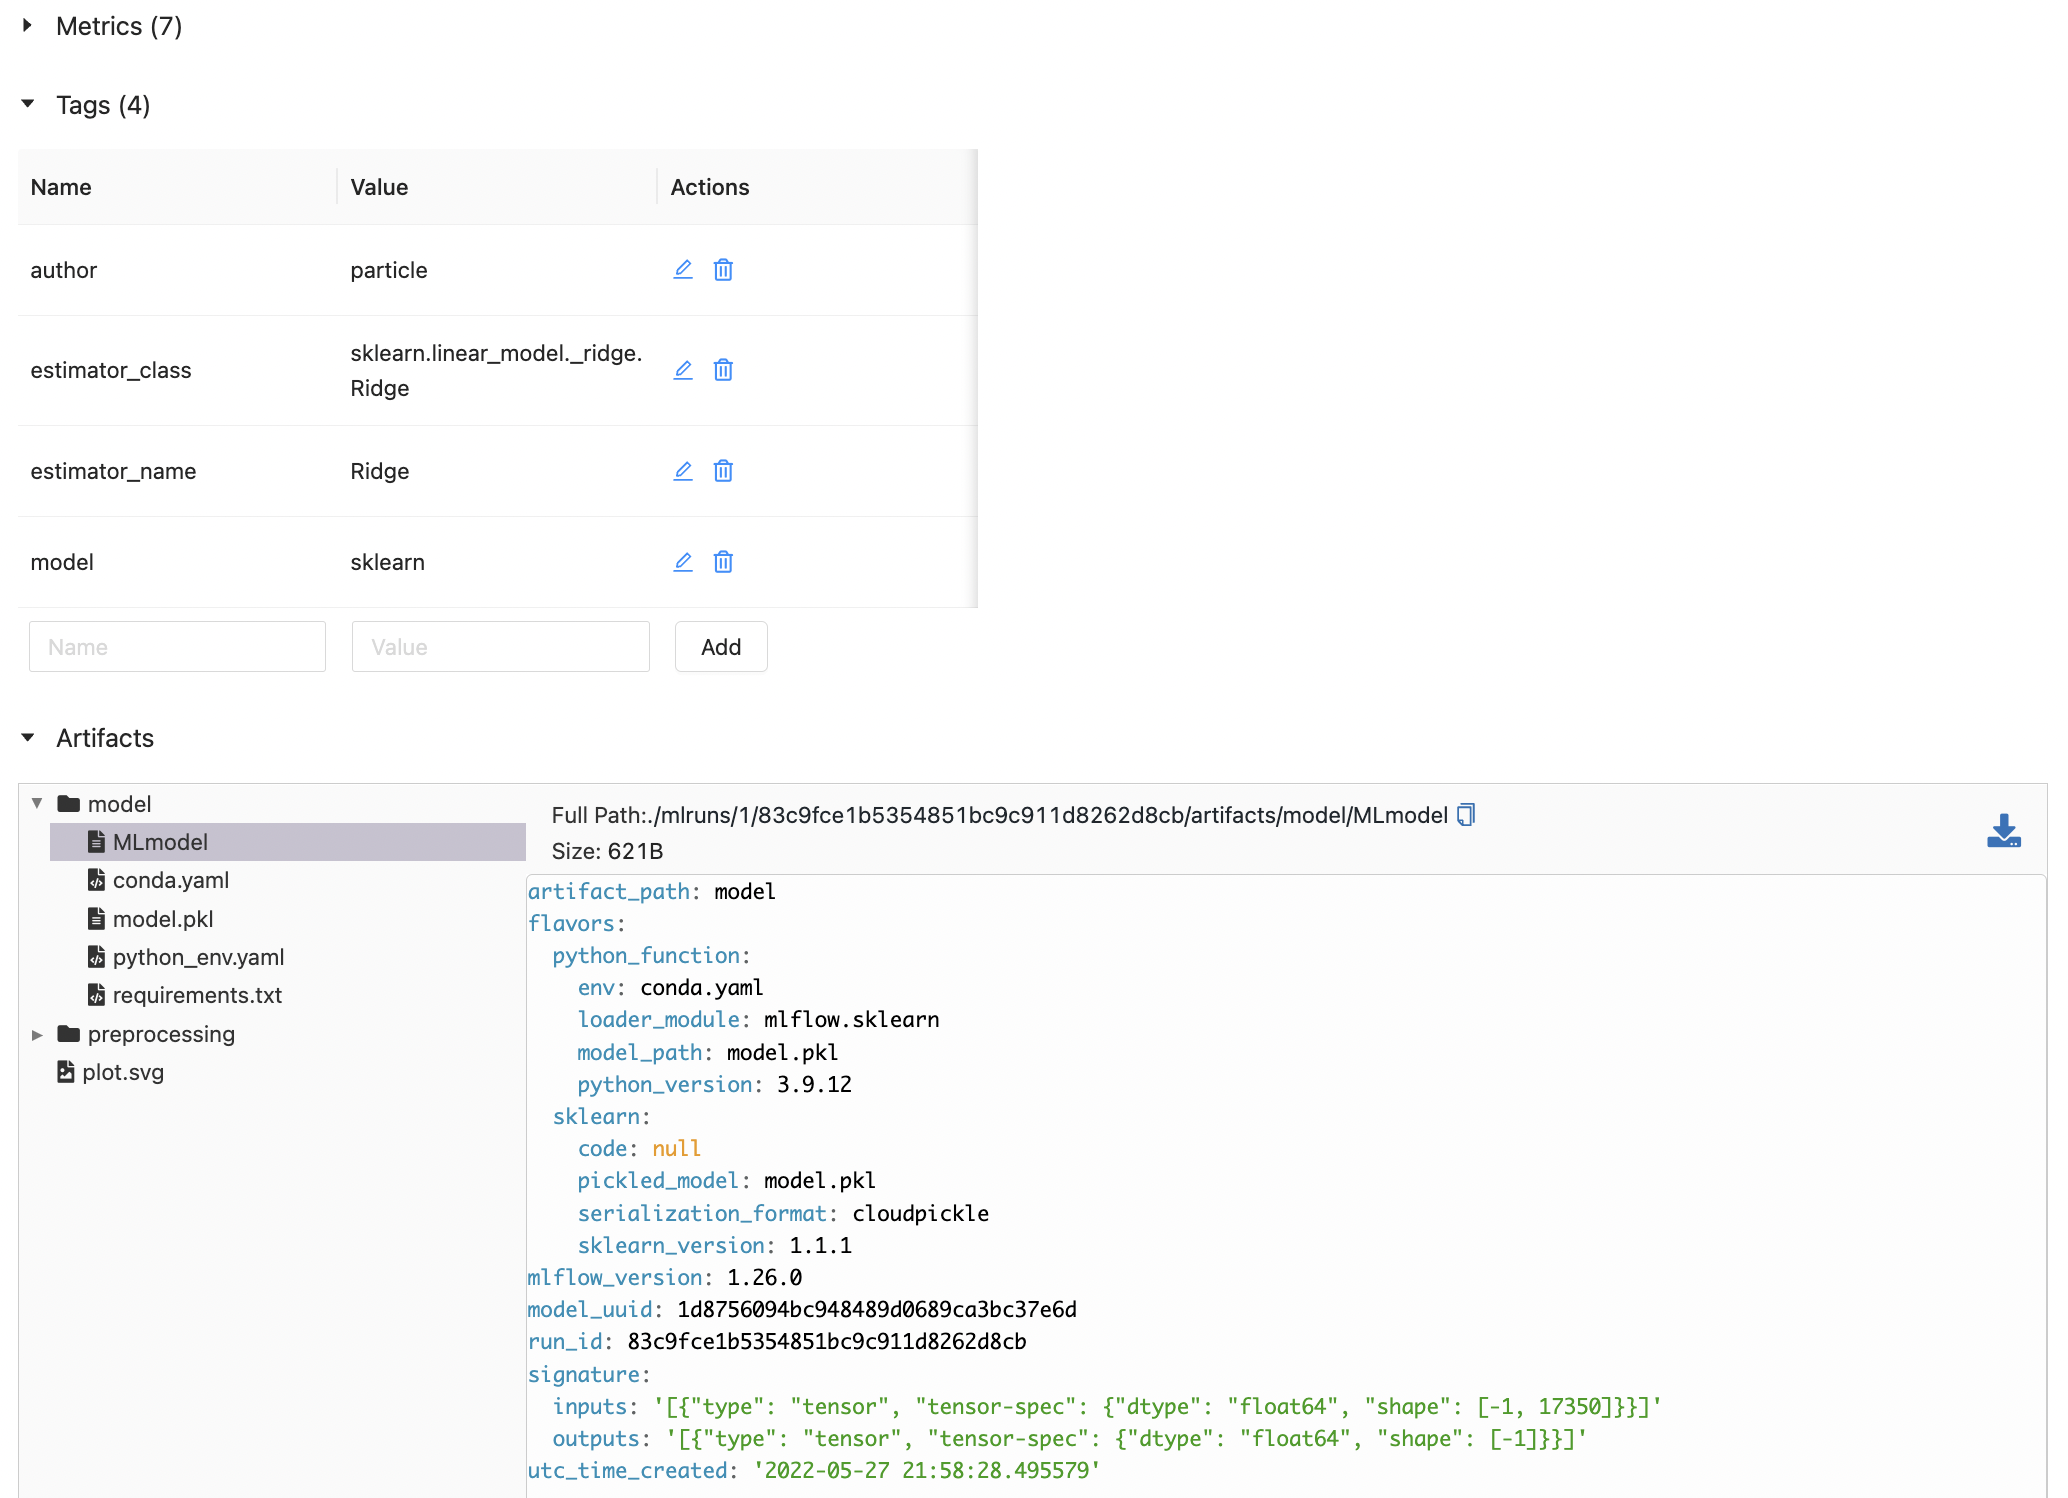 Metrics (7)
Tags (4)
Name Value Actions
author particle
estimator_class sklearn.linear_model._ridge.
Ridge
estimator_name Ridge
model sklearn
Name Value Add
Artifacts
model
MLmodel
conda.yaml
model.pkl
python_env.yaml
requirements.txt
preprocessing
plot.svg
Full Path:./mlruns/1/83c9fce1b5354851bc9c911d8262d8cb/artifacts/model/MLmodel
Size: 621B
artifact_path: model
flavors:
  python_function:
    env: conda.yaml
    loader_module: mlflow.sklearn
    model_path: model.pkl
    python_version: 3.9.12
  sklearn:
    code: null
    pickled_model: model.pkl
    serialization_format: cloudpickle
    sklearn_version: 1.1.1
mlflow_version: 1.26.0
model_uuid: 1d8756094bc948489d0689ca3bc37e6d
run_id: 83c9fce1b5354851bc9c911d8262d8cb
signature:
  inputs: '[{"type": "tensor", "tensor-spec": {"dtype": "float64", "shape": [-1, 17350]}}]'
  outputs: '[{"type": "tensor", "tensor-spec": {"dtype": "float64", "shape": [-1]}}]'
utc_time_created: '2022-05-27 21:58:28.495579'